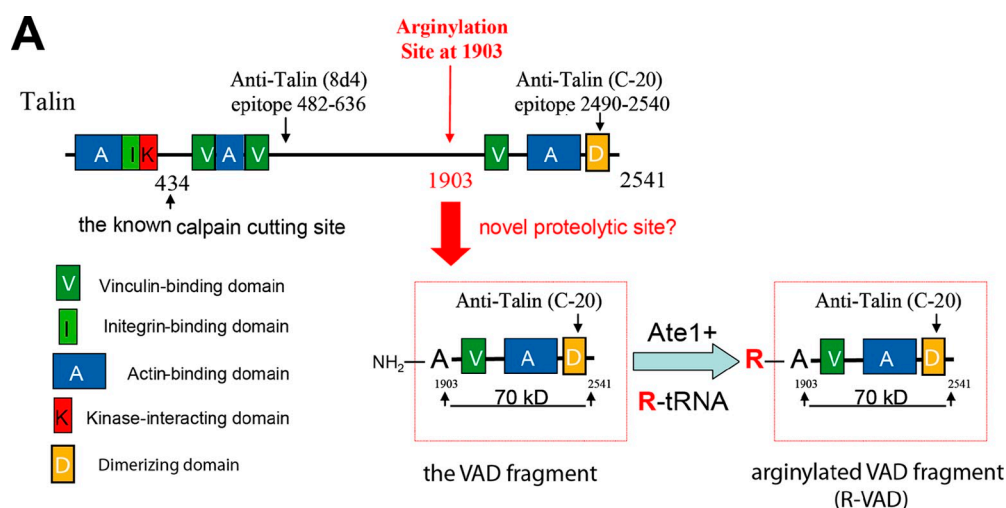 A
Arginylation
Site at 1903
Anti-Talin (8d4)
epitope 482-636
Anti-Talin (C-20)
epitope 2490-2540
Talin
A I K V A V V A D
434
1903
2541
the known calpain cutting site
novel proteolytic site?
V Vinculin-binding domain
I Initegrin-binding domain
A Actin-binding domain
K Kinase-interacting domain
D Dimerizing domain
Anti-Talin (C-20)
NH2 A V A D
1903 2541
70 kD
the VAD fragment
Ate1+
R-tRNA
Anti-Talin (C-20)
R A V A D
1903 2541
70 kD
arginylated VAD fragment
(R-VAD)